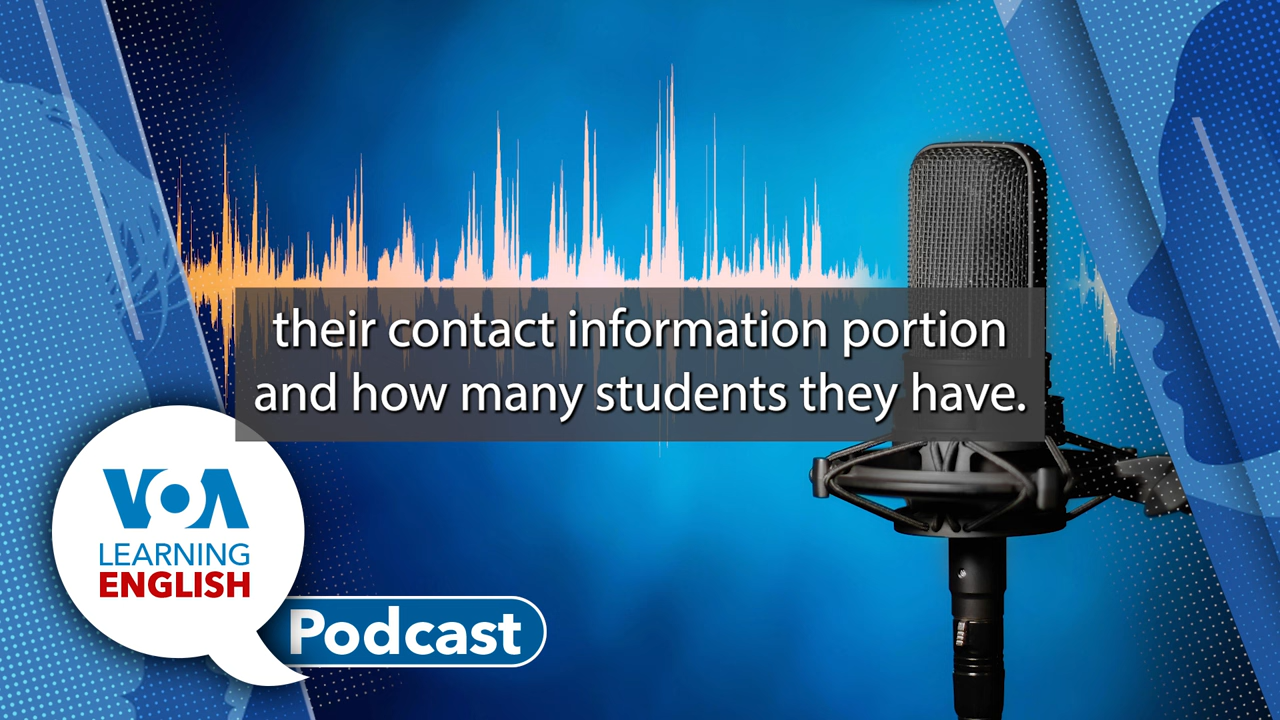 their contact information portion
and how many students they have.
VOA
LEARNING
ENGLISH
Podcast